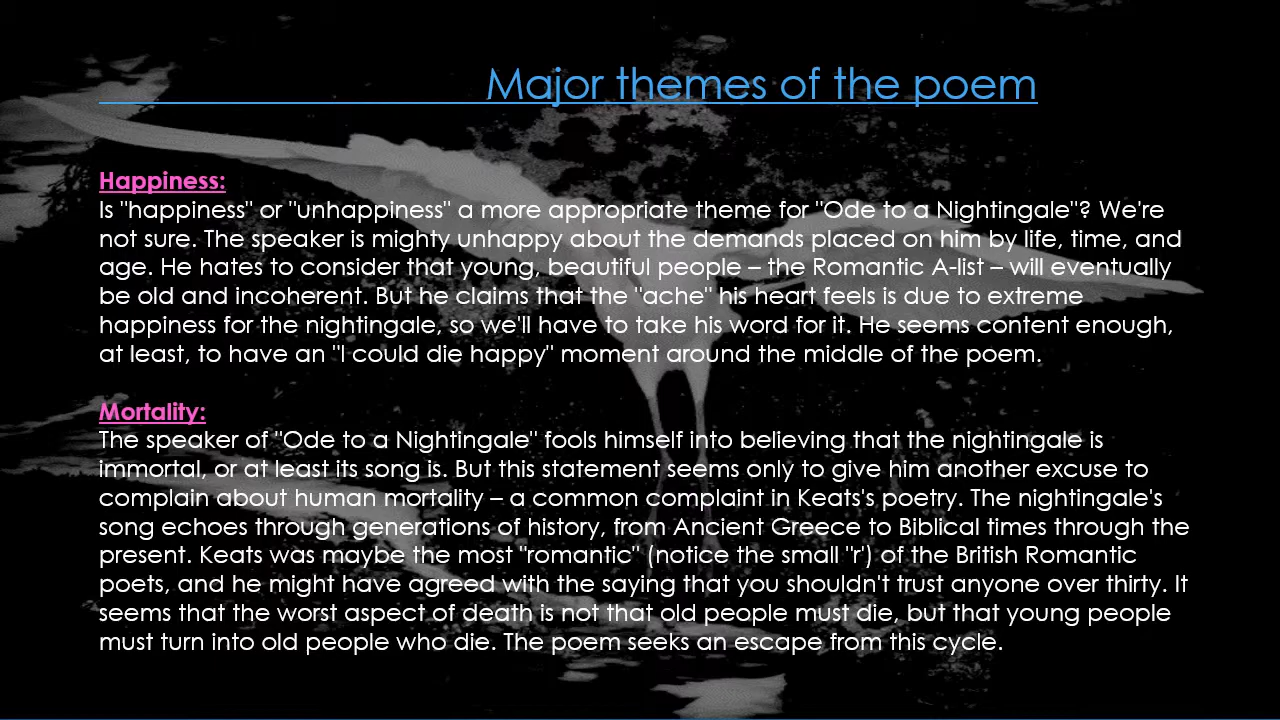 Major themes of the poem
Happiness:
Is "happiness" or "unhappiness" a more appropriate theme for "Ode to a Nightingale"? We're
not sure. The speaker is mighty unhappy about the demands placed on him by life, time, and
age. He hates to consider that young, beautiful people – the Romantic A-list – will eventually
be old and incoherent. But he claims that the "ache" his heart feels is due to extreme
happiness for the nightingale, so we'll have to take his word for it. He seems content enough,
at least, to have an "I could die happy" moment around the middle of the poem.
Mortality:
The speaker of "Ode to a Nightingale" fools himself into believing that the nightingale is
immortal, or at least its song is. But this statement seems only to give him another excuse to
complain about human mortality – a common complaint in Keats's poetry. The nightingale's
song echoes through generations of history, from Ancient Greece to Biblical times through the
present. Keats was maybe the most "romantic" (notice the small "r') of the British Romantic
poets, and he might have agreed with the saying that you shouldn't trust anyone over thirty. It
seems that the worst aspect of death is not that old people must die, but that young people
must turn into old people who die. The poem seeks an escape from this cycle.